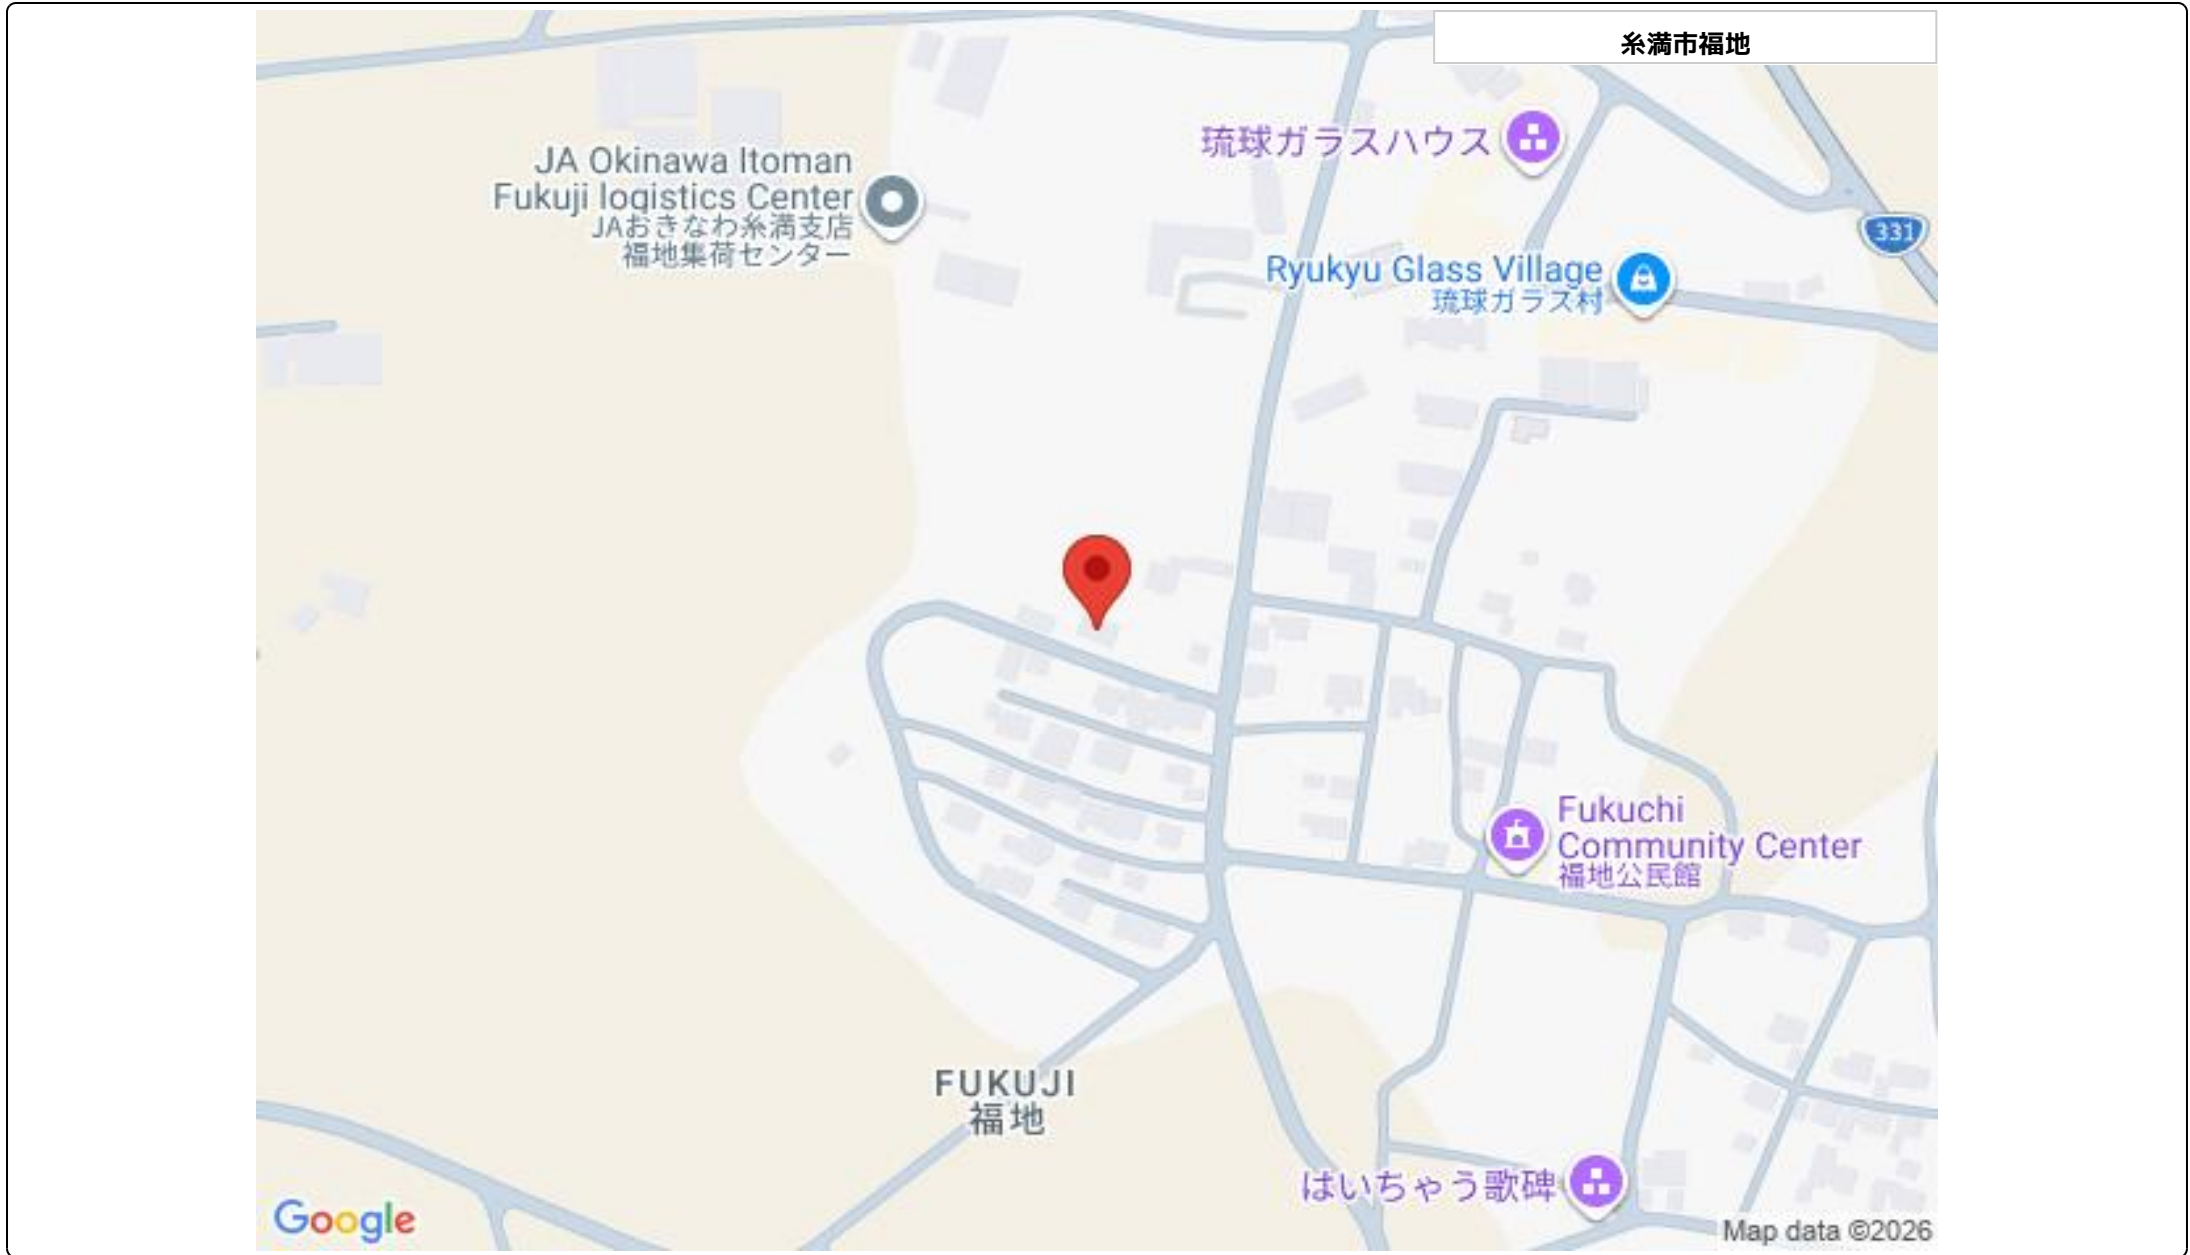 糸満市福地
琉球ガラスハウス
JA Okinawa Itoman
Fukuji logistics Center
JAおきなわ糸満支店
福地集荷センター
331
Ryukyu Glass Village
琉球ガラス村
Fukuchi
Community Center
福地公民館
FUKUJI
福地
はいちゃう歌碑
Google
Map data ©2026